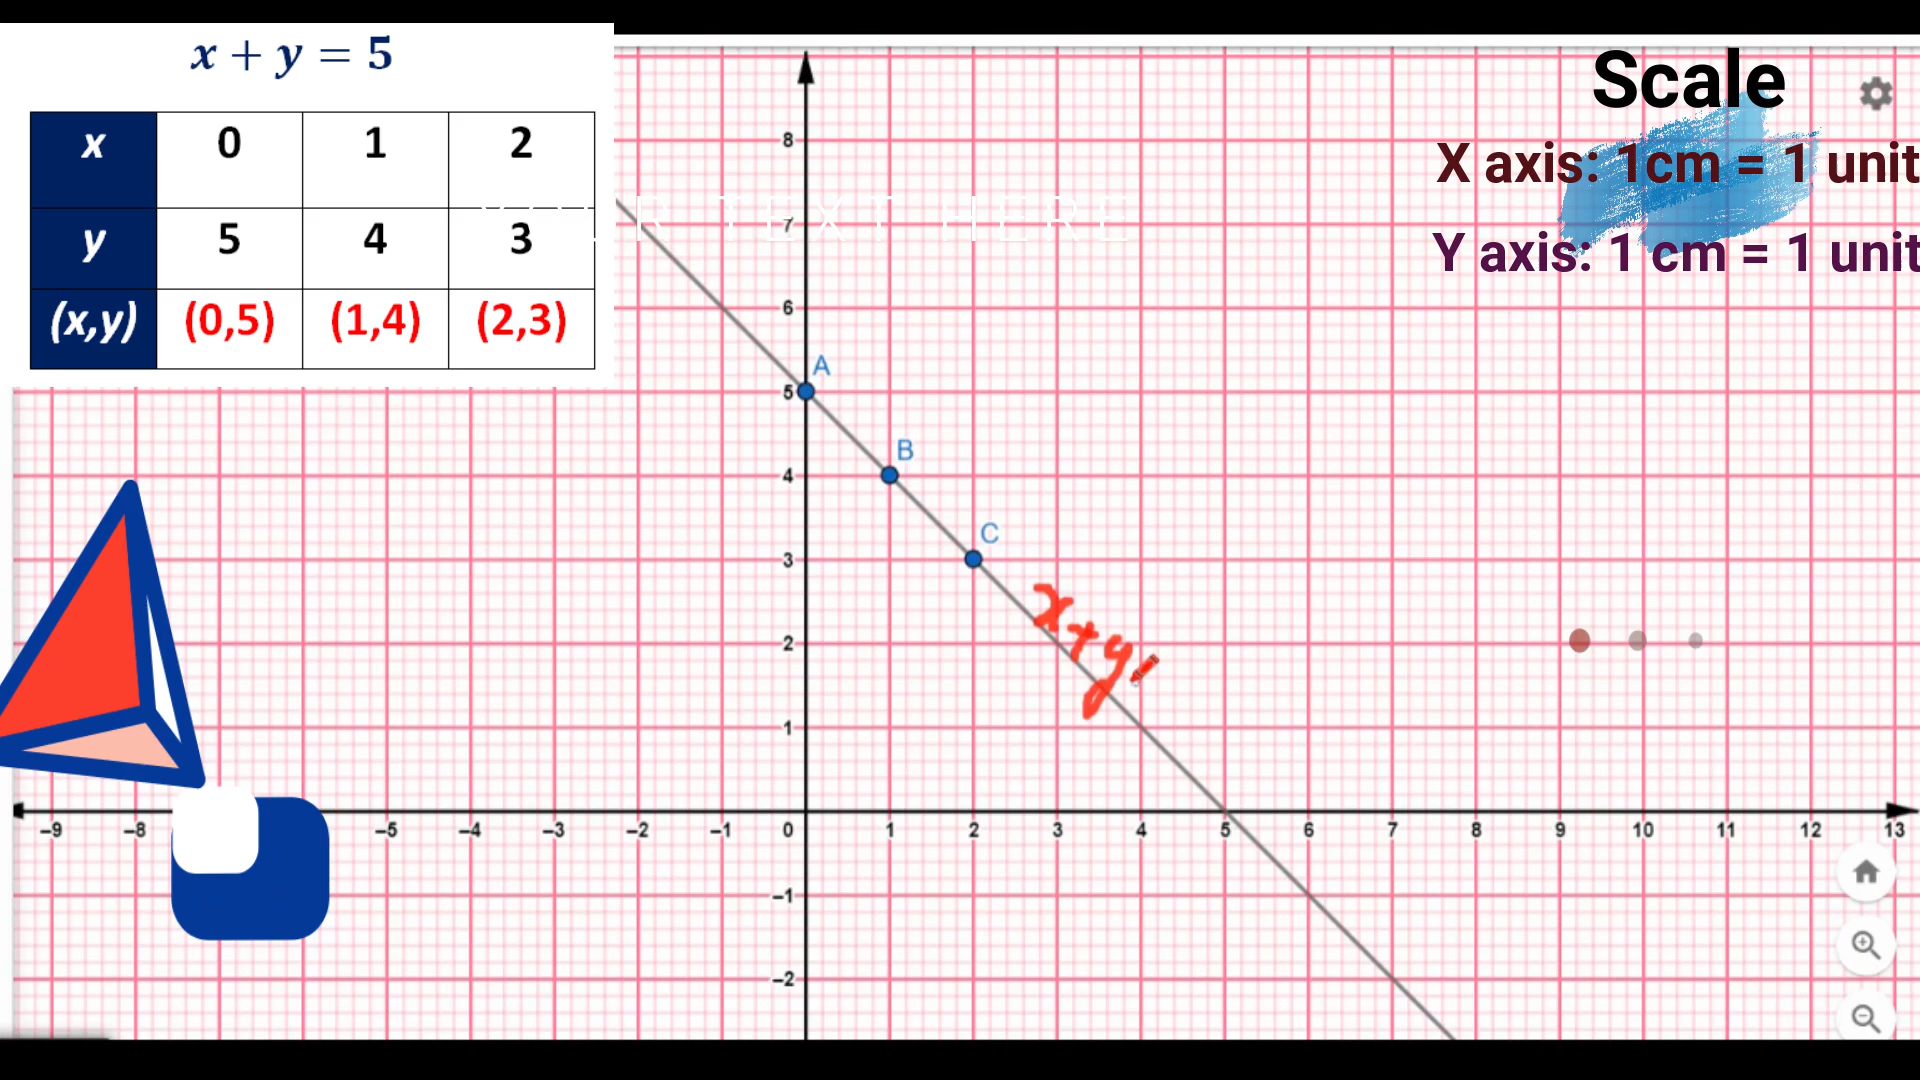 x + y = 5
x 0 1 2
y 5 4 3
(x,y) (0,5) (1,4) (2,3)
Scale
X axis: 1cm = 1 unit
Y axis: 1 cm = 1 unit
TEXT HERE
8
7
6
5
4
3
2
1
A
B
C
x+y
−9 −8 −5 −4 −3 −2 −1 0 1 2 3 4 5 6 7 8 9 10 11 12 13
−1
−2